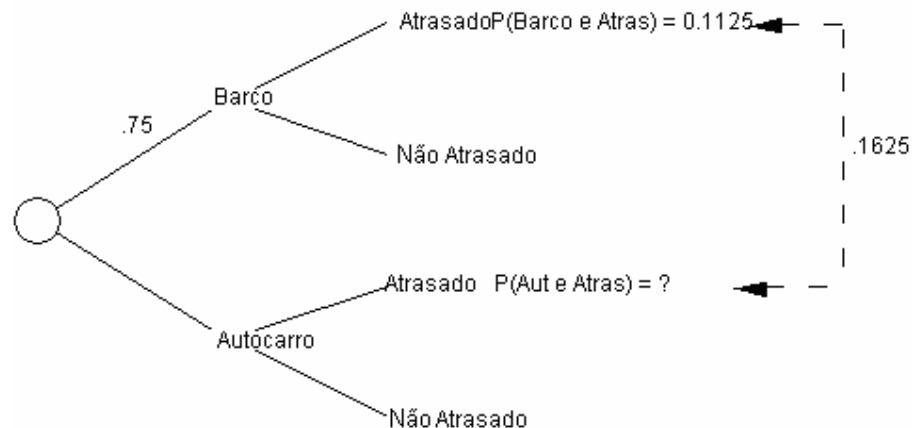 AtrasadoP(Barco e Atras) = 0.1125
Barco
.75
Não Atrasado
.1625
Atrasado P(Aut e Atras) = ?
Autocarro
Não Atrasado